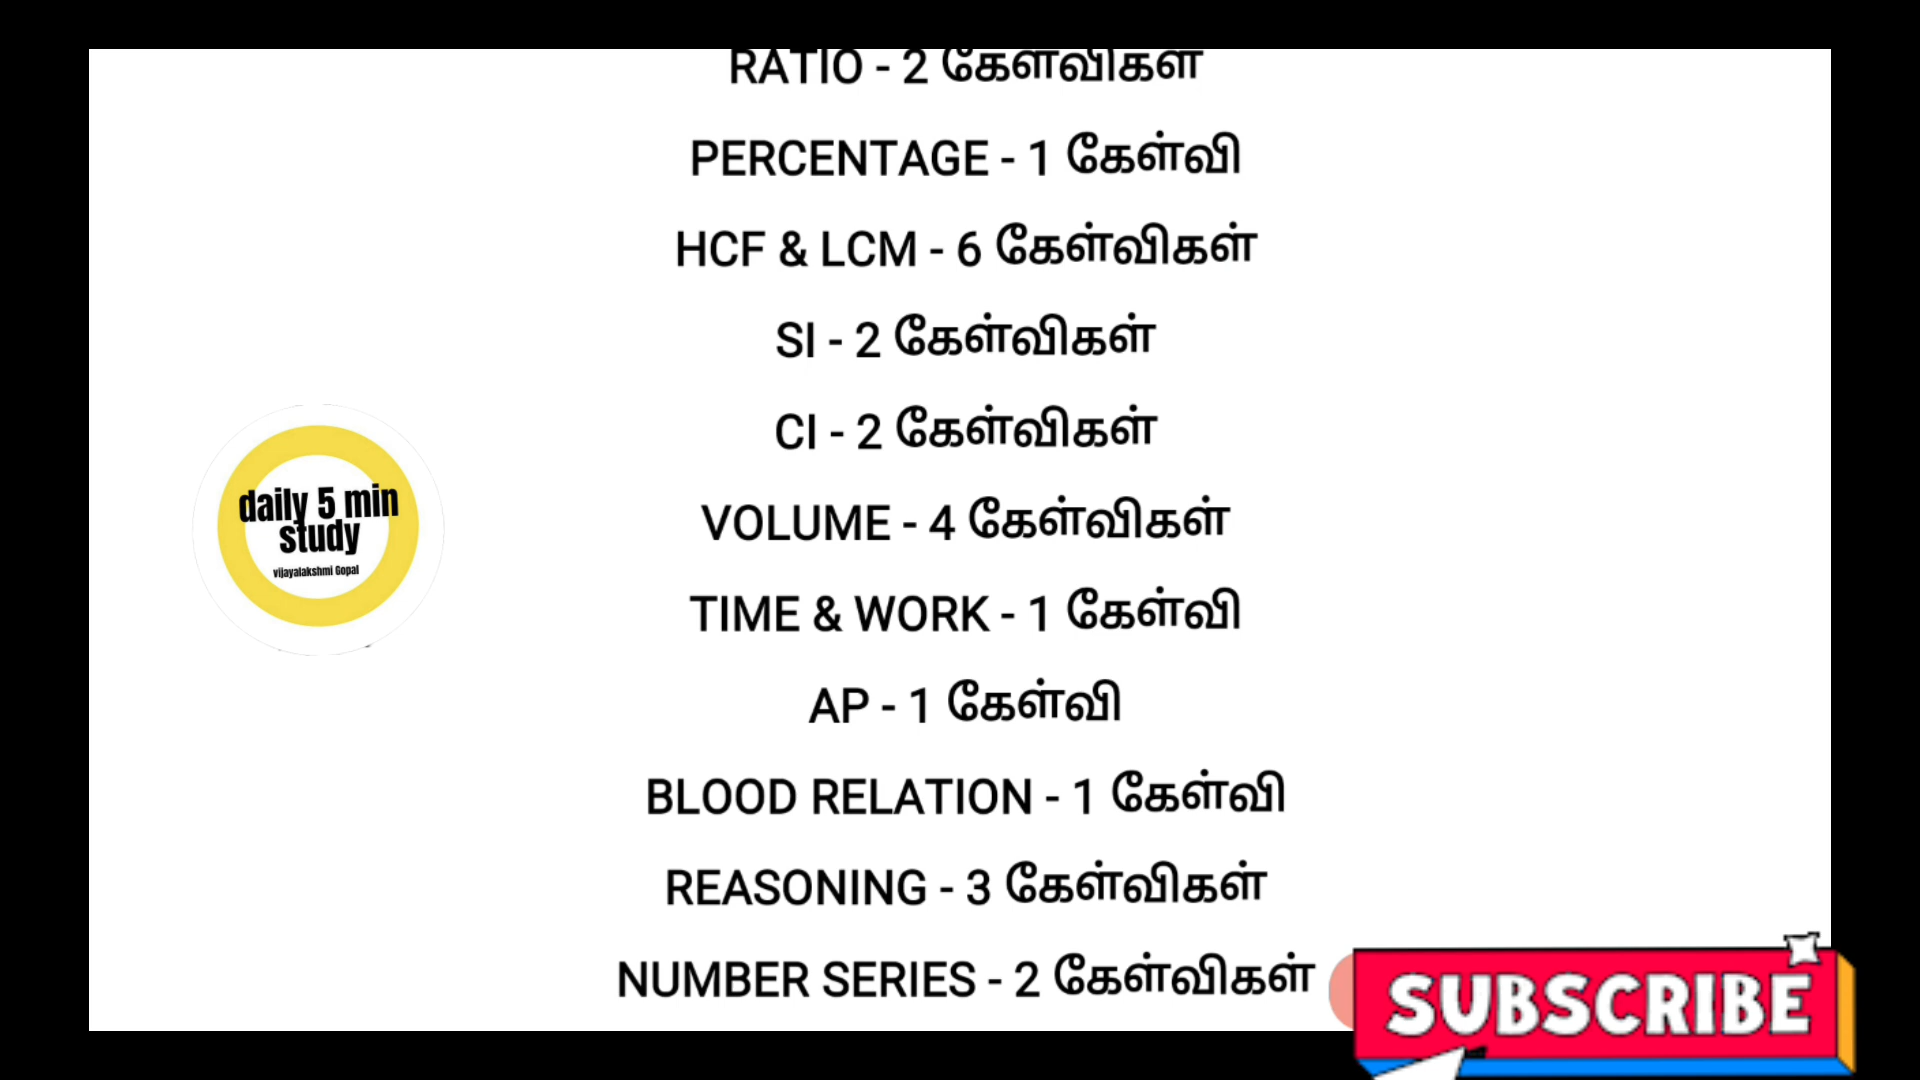 RATIO - 2 கேள்விகள்
PERCENTAGE - 1 கேள்வி
HCF & LCM - 6 கேள்விகள்
SI - 2 கேள்விகள்
CI - 2 கேள்விகள்
VOLUME - 4 கேள்விகள்
TIME & WORK - 1 கேள்வி
AP - 1 கேள்வி
BLOOD RELATION - 1 கேள்வி
REASONING - 3 கேள்விகள்
NUMBER SERIES - 2 கேள்விகள்
daily 5 min
study
vijayalakshmi Gopal
SUBSCRIBE